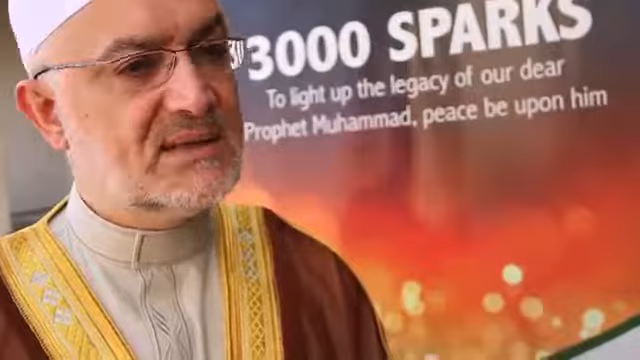 3000 SPARKS
To light up the legacy of our dear
Prophet Muhammad, peace be upon him